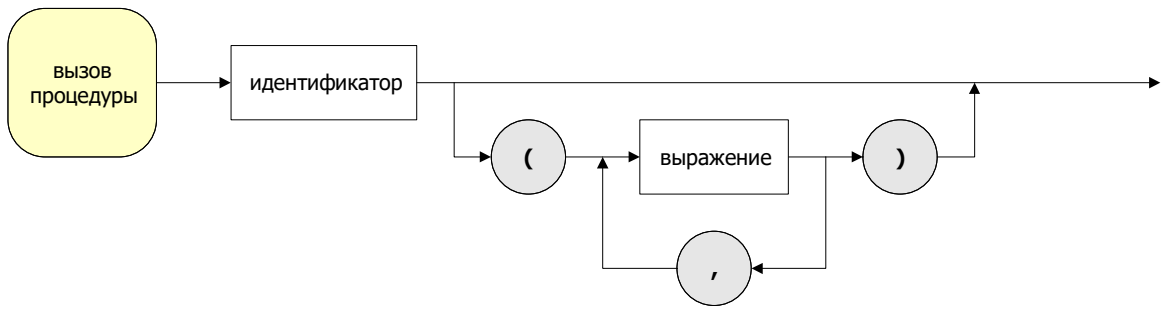 вызов
процедуры
идентификатор
(
выражение
)
,